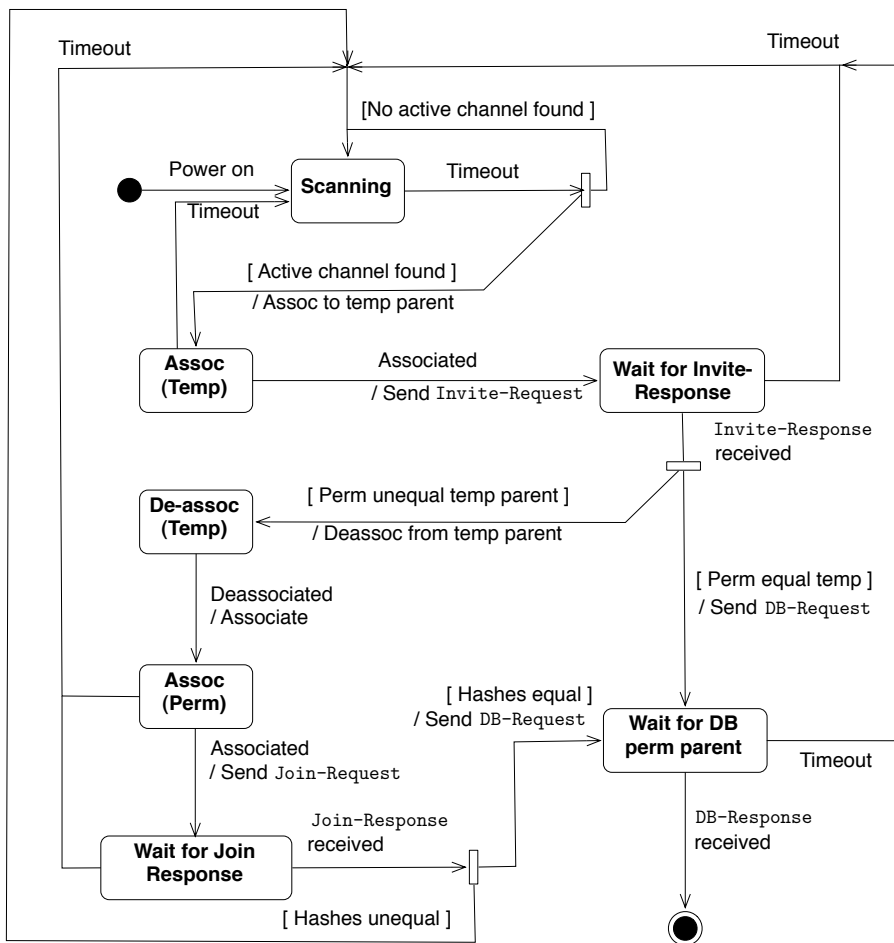 Timeout
Timeout
[No active channel found ]
Power on
Scanning
Timeout
Timeout
[ Active channel found ]
/ Assoc to temp parent
Assoc
(Temp)
Associated
/ Send Invite-Request
Wait for Invite-
Response
Invite-Response
received
De-assoc
(Temp)
[ Perm unequal temp parent ]
/ Deassoc from temp parent
[ Perm equal temp ]
/ Send DB-Request
Deassociated
/ Associate
Assoc
(Perm)
[ Hashes equal ]
/ Send DB-Request
Wait for DB
perm parent
Timeout
Associated
/ Send Join-Request
Join-Response
received
DB-Response
received
Wait for Join
Response
[ Hashes unequal ]